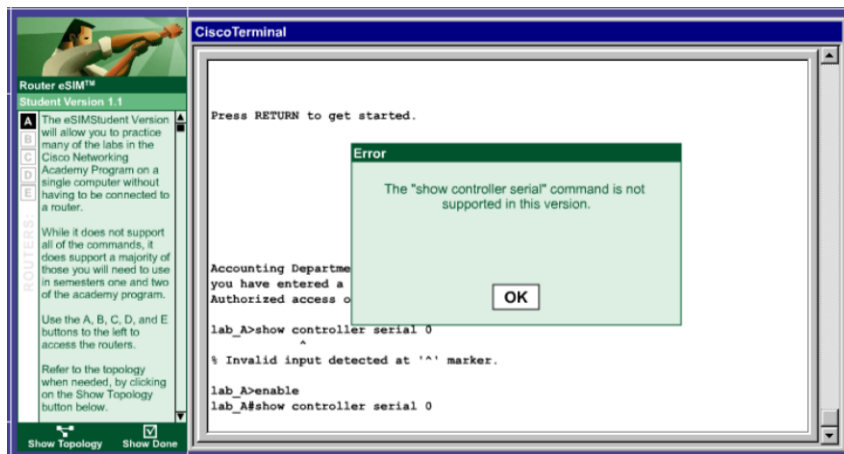 Router eSIM™
Student Version 1.1
A
B
C
D
E
ROUTERS:
The eSIMStudent Version
will allow you to practice
many of the labs in the
Cisco Networking
Academy Program on a
single computer without
having to be connected to
a router.
While it does not support
all of the commands, it
does support a majority of
those you will need to use
in semesters one and two
of the academy program.
Use the A, B, C, D, and E
buttons to the left to
access the routers.
Refer to the topology
when needed, by clicking
on the Show Topology
button below.
Show Topology
Show Done
CiscoTerminal
Press RETURN to get started.
Error
The "show controller serial" command is not
supported in this version.
OK
Accounting Departme
you have entered a
Authorized access o
lab_A>show controller serial 0
^
% Invalid input detected at '^' marker.
lab_A>enable
lab_A#show controller serial 0